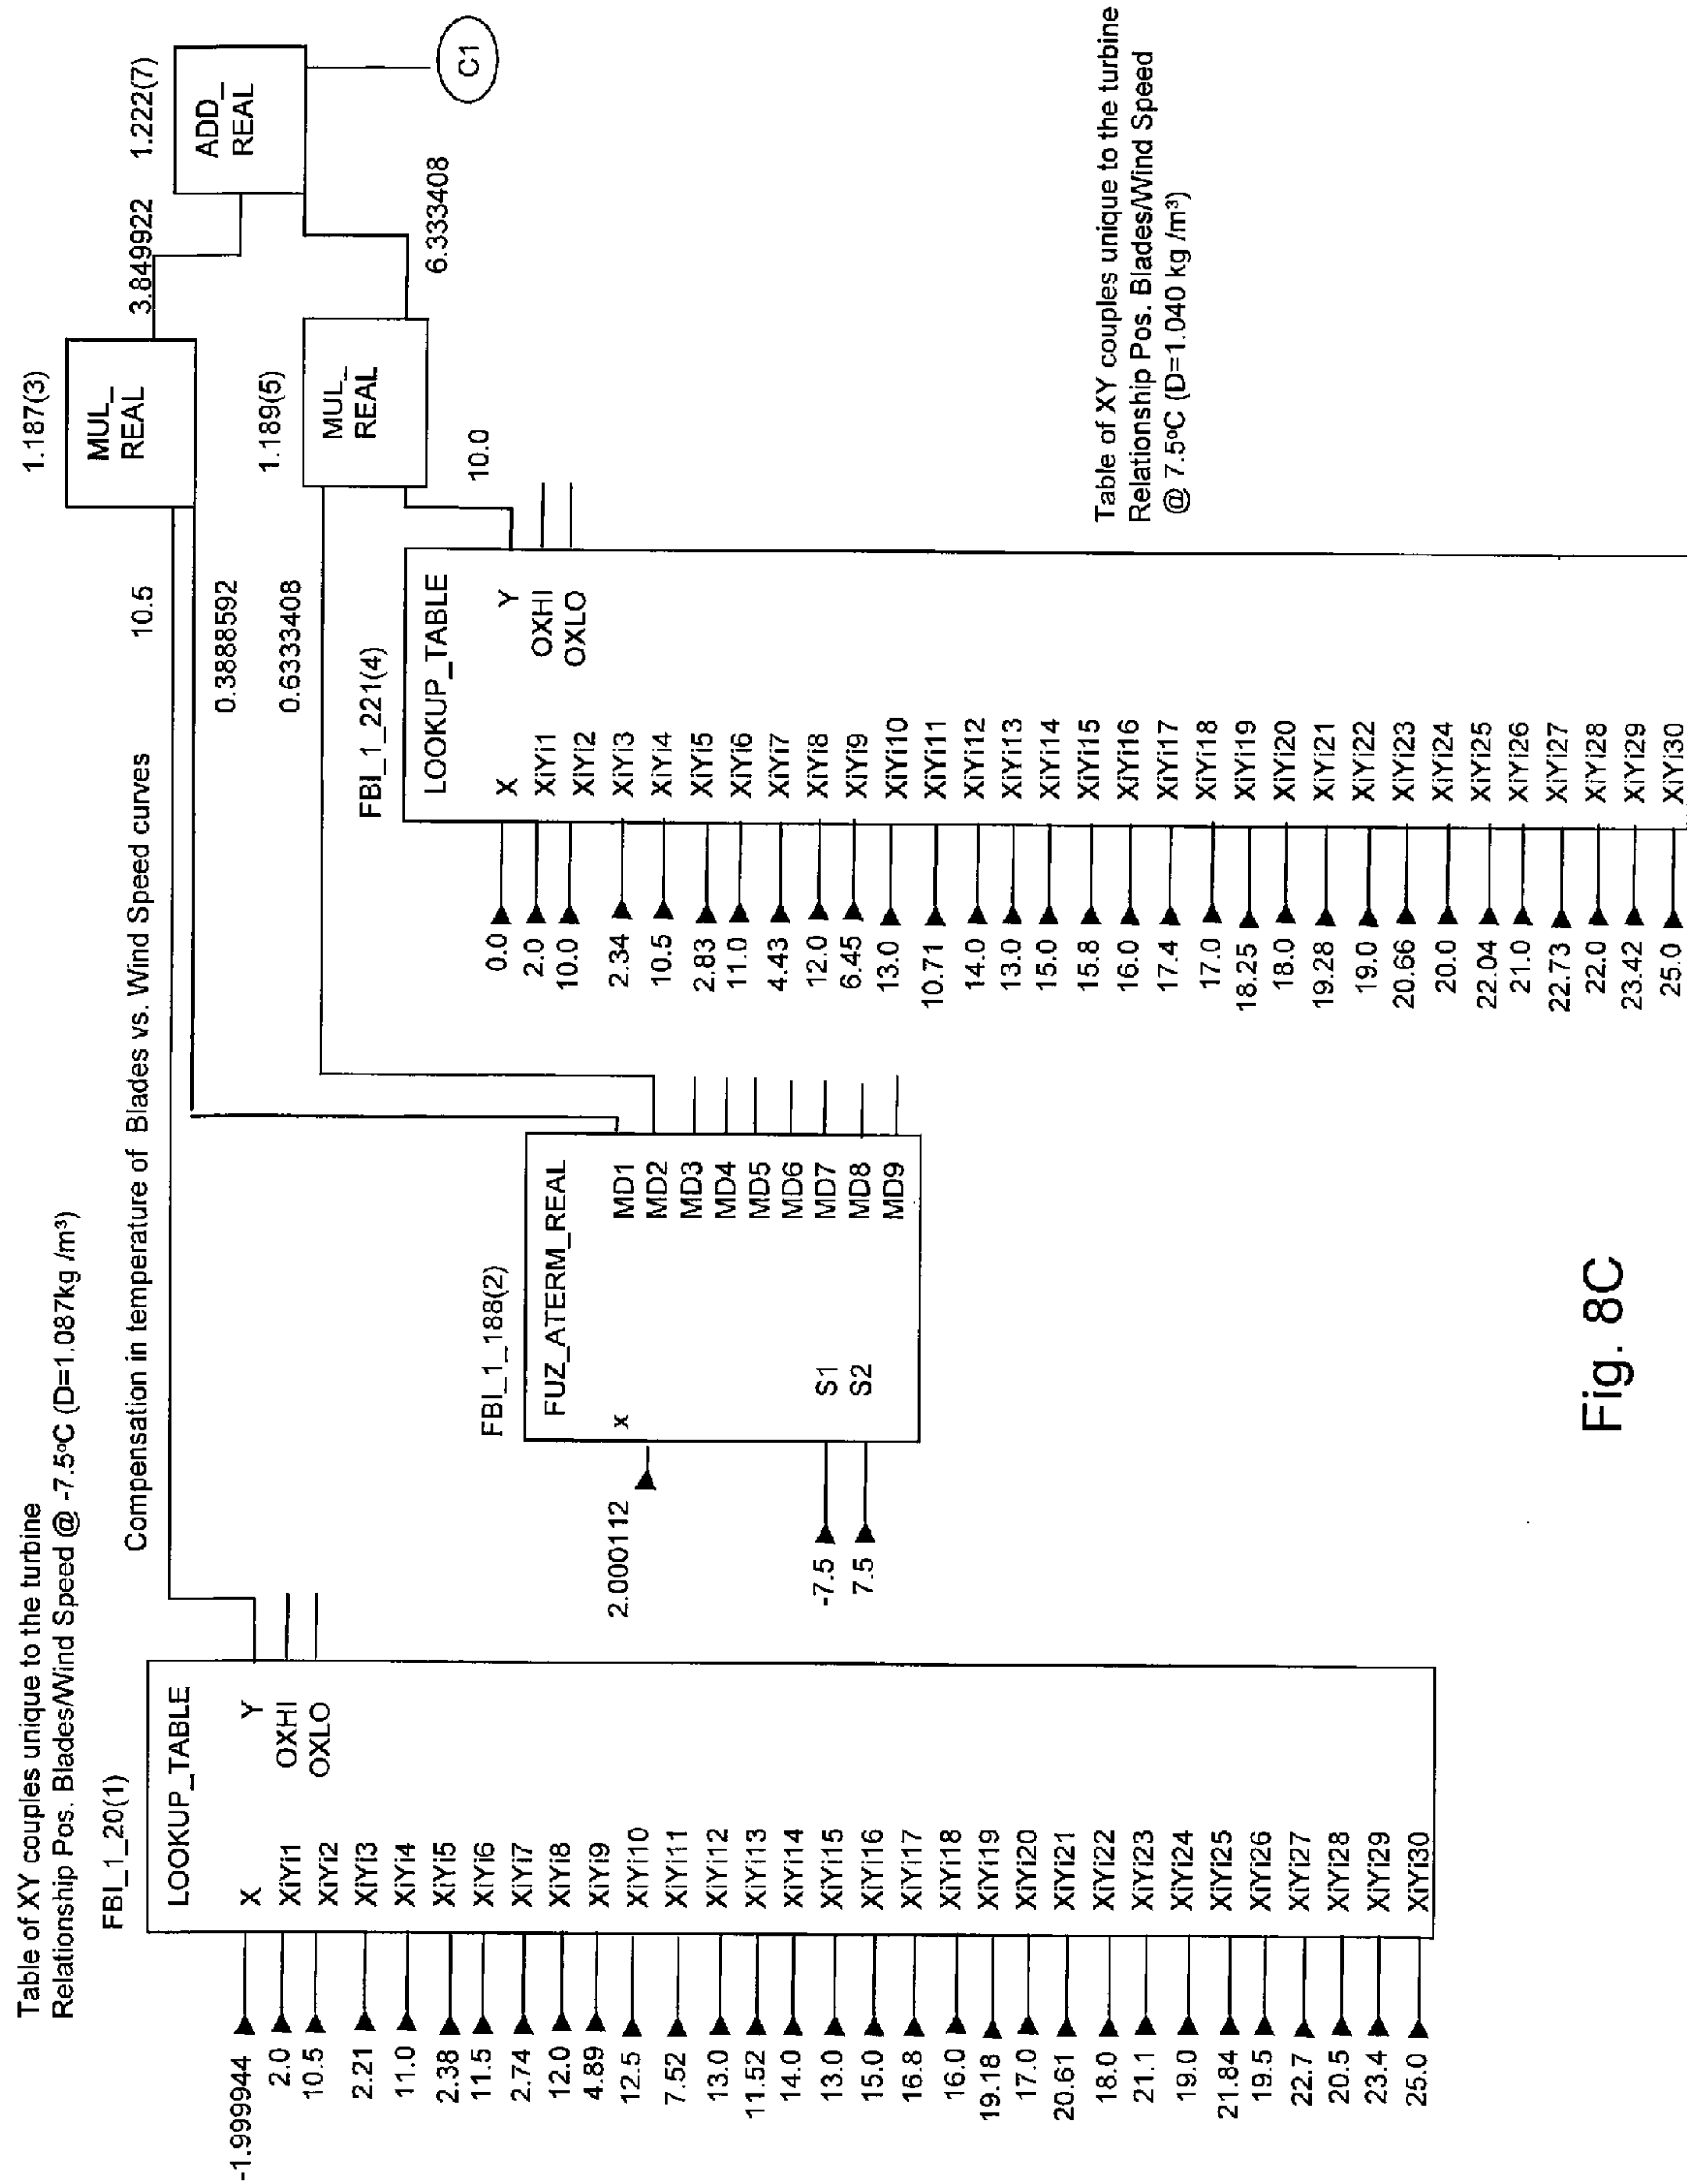 Table of XY couples unique to the turbine
Relationship Pos. Blades/Wind Speed @ -7.5ºC (D=1.087kg /m³)
Compensation in temperature of Blades vs. Wind Speed curves
FBI_1_20(1)
LOOKUP_TABLE
X
Y
OXHI
OXLO
XiYi1
XiYi2
XiYi3
XiYi4
XiYi5
XiYi6
XiYi7
XiYi8
XiYi9
XiYi10
XiYi11
XiYi12
XiYi13
XiYi14
XiYi15
XiYi16
XiYi17
XiYi18
XiYi19
XiYi20
XiYi21
XiYi22
XiYi23
XiYi24
XiYi25
XiYi26
XiYi27
XiYi28
XiYi29
XiYi30
-1.999944
2.0
10.5
2.21
11.0
2.38
11.5
2.74
12.0
4.89
12.5
7.52
13.0
11.52
14.0
13.0
15.0
16.8
16.0
19.18
17.0
20.61
18.0
21.1
19.0
21.84
19.5
22.7
20.5
23.4
25.0
FBI_1_188(2)
FUZ_ATERM_REAL
x
MD1
MD2
MD3
MD4
MD5
MD6
MD7
MD8
MD9
S1
S2
2.000112
-7.5
7.5
FBI_1_221(4)
LOOKUP_TABLE
X
Y
OXHI
OXLO
XiYi1
XiYi2
XiYi3
XiYi4
XiYi5
XiYi6
XiYi7
XiYi8
XiYi9
XiYi10
XiYi11
XiYi12
XiYi13
XiYi14
XiYi15
XiYi16
XiYi17
XiYi18
XiYi19
XiYi20
XiYi21
XiYi22
XiYi23
XiYi24
XiYi25
XiYi26
XiYi27
XiYi28
XiYi29
XiYi30
0.0
2.0
10.0
2.34
10.5
2.83
11.0
4.43
12.0
6.45
13.0
10.71
14.0
13.0
15.0
15.8
16.0
17.4
17.0
18.25
18.0
19.28
19.0
20.66
20.0
22.04
21.0
22.73
22.0
23.42
25.0
10.5
0.3888592
0.6333408
10.0
1.187(3)
MUL_
REAL
1.189(5)
MUL_
REAL
3.849922
6.333408
1.222(7)
ADD_
REAL
C1
Table of XY couples unique to the turbine
Relationship Pos. Blades/Wind Speed
@ 7.5ºC (D=1.040 kg /m³)
Fig. 8C